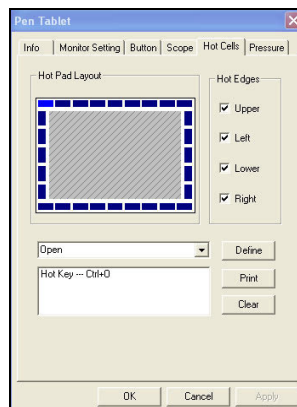 Pen Tablet
Info Monitor Setting Button Scope Hot Cells Pressure
Hot Pad Layout
Hot Edges
Upper
Left
Lower
Right
Open
Define
Hot Key --- Ctrl+O
Print
Clear
OK Cancel Apply